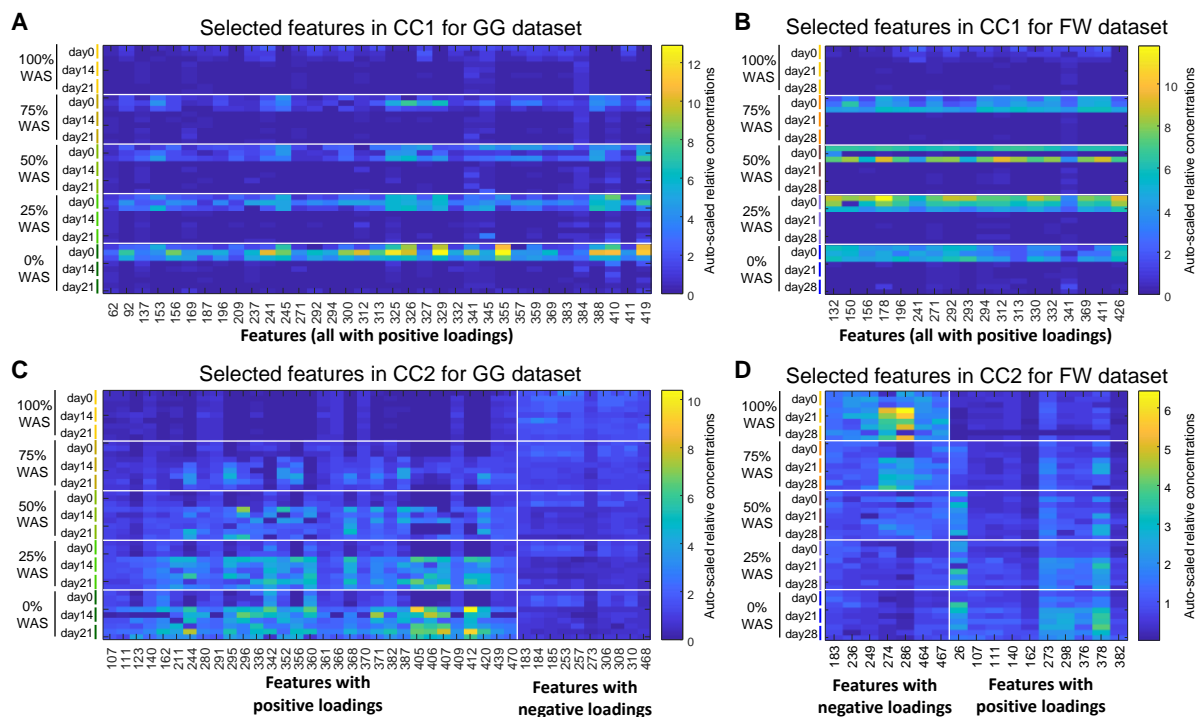 A
Selected features in CC1 for GG dataset
100% WAS
day0
day14
day21
75% WAS
day0
day14
day21
50% WAS
day0
day14
day21
25% WAS
day0
day14
day21
0% WAS
day0
day14
day21
62 92 137 153 156 169 187 196 209 237 241 245 271 292 294 300 312 313 325 326 327 329 333 341 345 355 357 359 369 383 384 388 410 411 419
Features (all with positive loadings)
12
10
8
6
4
2
0
Auto-scaled relative concentrations
B
Selected features in CC1 for FW dataset
100% WAS
day0
day21
day28
75% WAS
day0
day21
day28
50% WAS
day0
day21
day28
25% WAS
day0
day21
day28
0% WAS
day0
day21
day28
132 150 156 178 196 241 271 292 293 294 312 313 330 332 341 369 411 426
Features (all with positive loadings)
10
8
6
4
2
0
Auto-scaled relative concentrations
C
Selected features in CC2 for GG dataset
100% WAS
day0
day14
day21
75% WAS
day0
day14
day21
50% WAS
day0
day14
day21
25% WAS
day0
day14
day21
0% WAS
day0
day14
day21
107 111 123 140 162 211 244 280 291 295 296 336 342 352 356 360 361 366 368 370 371 382 387 400 406 407 409 412 420 439 470 183 184 185 253 257 273 306 308 310 468
Features with
positive loadings
Features with
negative loadings
10
8
6
4
2
0
Auto-scaled relative concentrations
D
Selected features in CC2 for FW dataset
100% WAS
day0
day21
day28
75% WAS
day0
day21
day28
50% WAS
day0
day21
day28
25% WAS
day0
day21
day28
0% WAS
day0
day21
day28
183 236 249 274 286 464 467 26 107 111 140 162 273 298 376 378 382
Features with
negative loadings
Features with
positive loadings
6
5
4
3
2
1
Auto-scaled relative concentrations